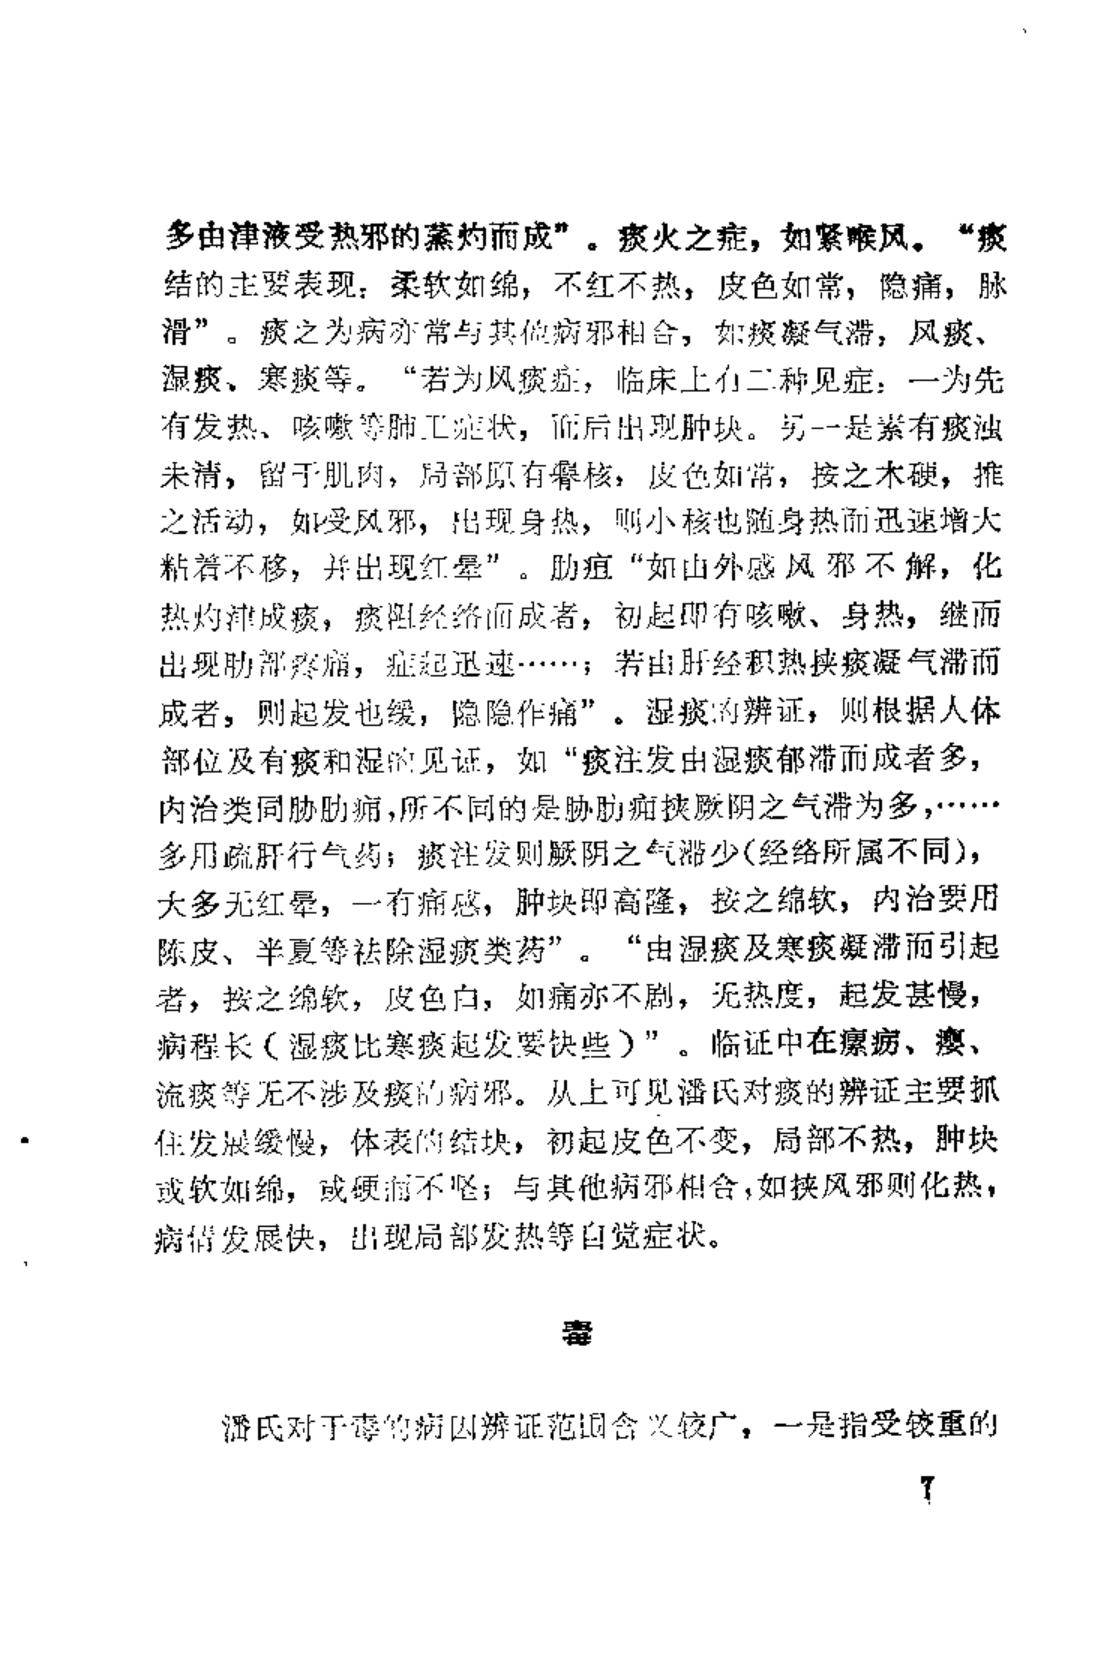 多由津液受热邪的蒸灼而成”。痰火之症，如紧喉风。“痰
结的主要表现：柔软如绵，不红不热，皮色如常，隐痛，脉
滑”。痰之为病亦常与其他病邪相合，如痰凝气滞，风痰、
湿痰、寒痰等。“若为风痰症，临床上有二种见症：一为先
有发热、咳嗽等肺卫症状，而后出现肿块。另一是素有痰浊
未清，留于肌肉，局部原有𤻤核，皮色如常，按之木硬，推
之活动，如受风邪，出现身热，则小核也随身热而迅速增大
粘着不移，并出现红晕”。肋疽“如由外感风邪不解，化
热灼津成痰，痰阻经络而成者，初起即有咳嗽、身热，继而
出现肋部疼痛，症起迅速……；若由肝经积热挟痰凝气滞而
成者，则起发也缓，隐隐作痛”。湿痰的辨证，则根据人体
部位及有痰和湿的见证，如“痰注发由湿痰郁滞而成者多，
内治类同胁肋痈，所不同的是胁肋痈挟厥阴之气滞为多，……
多用疏肝行气药；痰注发则厥阴之气滞少（经络所属不同），
大多无红晕，一有痛感，肿块即高隆，按之绵软，内治要用
陈皮、半夏等祛除湿痰类药”。“由湿痰及寒痰凝滞而引起
者，按之绵软，皮色白，如痛亦不剧，无热度，起发甚慢，
病程长（湿痰比寒痰起发要快些）”。临证中在瘰疬、瘿、
流痰等无不涉及痰的病邪。从上可见潘氏对痰的辨证主要抓
住发展缓慢，体表的结块，初起皮色不变，局部不热，肿块
或软如绵，或硬而不坚；与其他病邪相合，如挟风邪则化热，
病情发展快，出现局部发热等自觉症状。
毒
潘氏对于毒的病因辨证范围含义较广，一是指受较重的
7